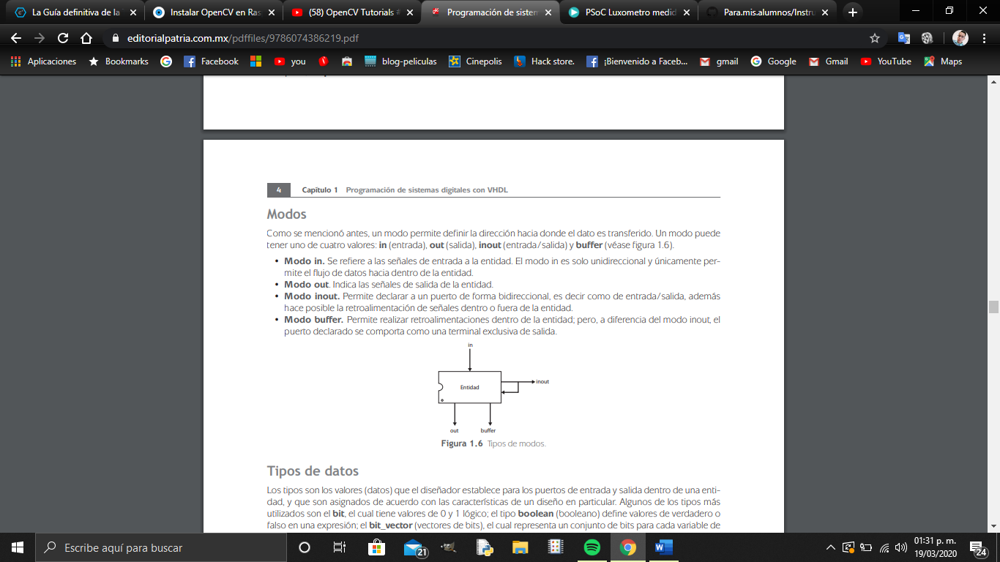 La Guía definitiva de la
Instalar OpenCV en Ras
(58) OpenCV Tutorials
Programación de sistem
PSoC Luxometro medid
Para.mis.alumnos/Instru
editorialpatria.com.mx/pdffiles/9786074386219.pdf
Aplicaciones
Bookmarks
Facebook
you
blog-peliculas
Cinepolis
Hack store.
¡Bienvenido a Faceb...
gmail
Google
Gmail
YouTube
Maps
4 Capítulo 1 Programación de sistemas digitales con VHDL
Modos
Como se mencionó antes, un modo permite definir la dirección hacia donde el dato es transferido. Un modo puede
tener uno de cuatro valores: in (entrada), out (salida), inout (entrada/salida) y buffer (véase figura 1.6).
• Modo in. Se refiere a las señales de entrada a la entidad. El modo in es solo unidireccional y únicamente per-
mite el flujo de datos hacia dentro de la entidad.
• Modo out. Indica las señales de salida de la entidad.
• Modo inout. Permite declarar a un puerto de forma bidireccional, es decir como de entrada/salida, además
hace posible la retroalimentación de señales dentro o fuera de la entidad.
• Modo buffer. Permite realizar retroalimentaciones dentro de la entidad; pero, a diferencia del modo inout, el
puerto declarado se comporta como una terminal exclusiva de salida.
in
Entidad
inout
out
buffer
Figura 1.6 Tipos de modos.
Tipos de datos
Los tipos son los valores (datos) que el diseñador establece para los puertos de entrada y salida dentro de una enti-
dad, y que son asignados de acuerdo con las características de un diseño en particular. Algunos de los tipos más
utilizados son el bit, el cual tiene valores de 0 y 1 lógico; el tipo boolean (booleano) define valores de verdadero o
falso en una expresión; el bit_vector (vectores de bits), el cual representa un conjunto de bits para cada variable de
Escribe aquí para buscar
21
01:31 p. m.
19/03/2020
24